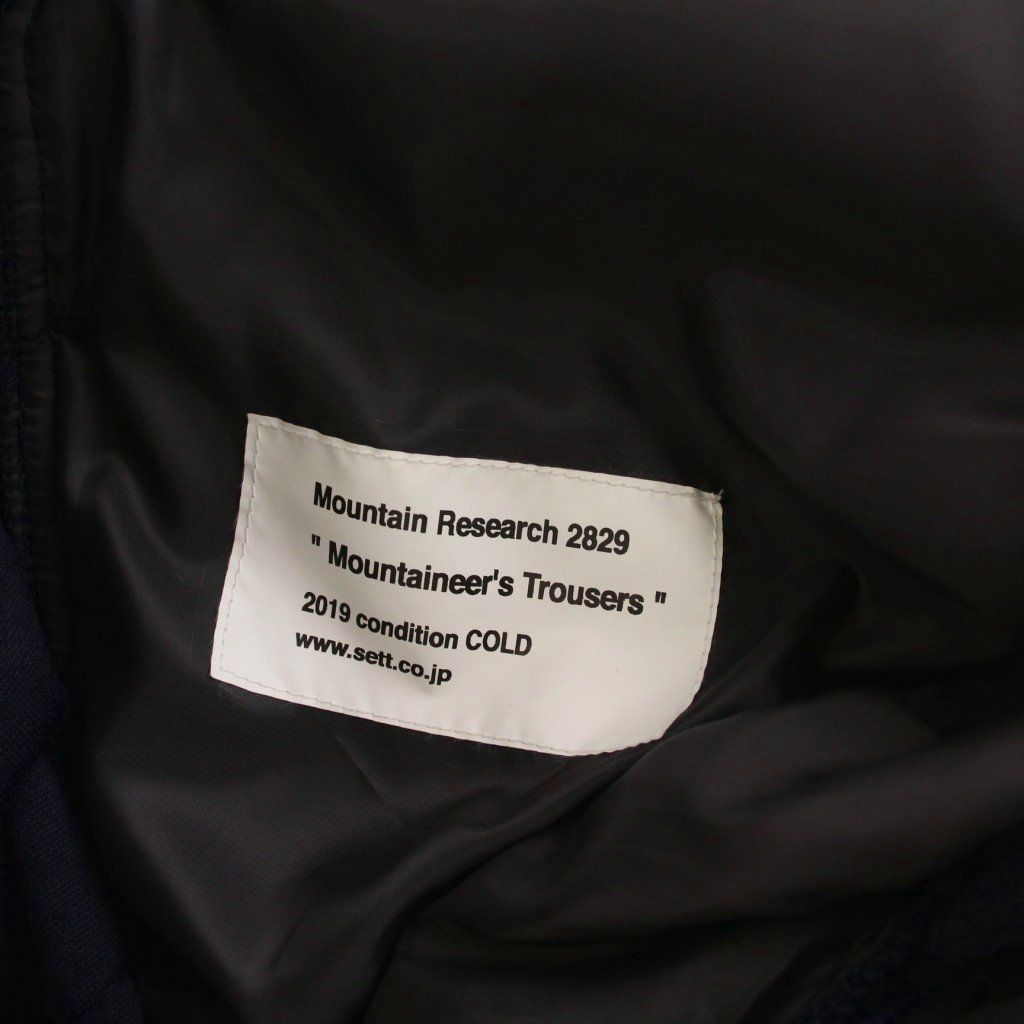 Mountain Research 2829
" Mountaineer's Trousers "
2019 condition COLD
www.sett.co.jp